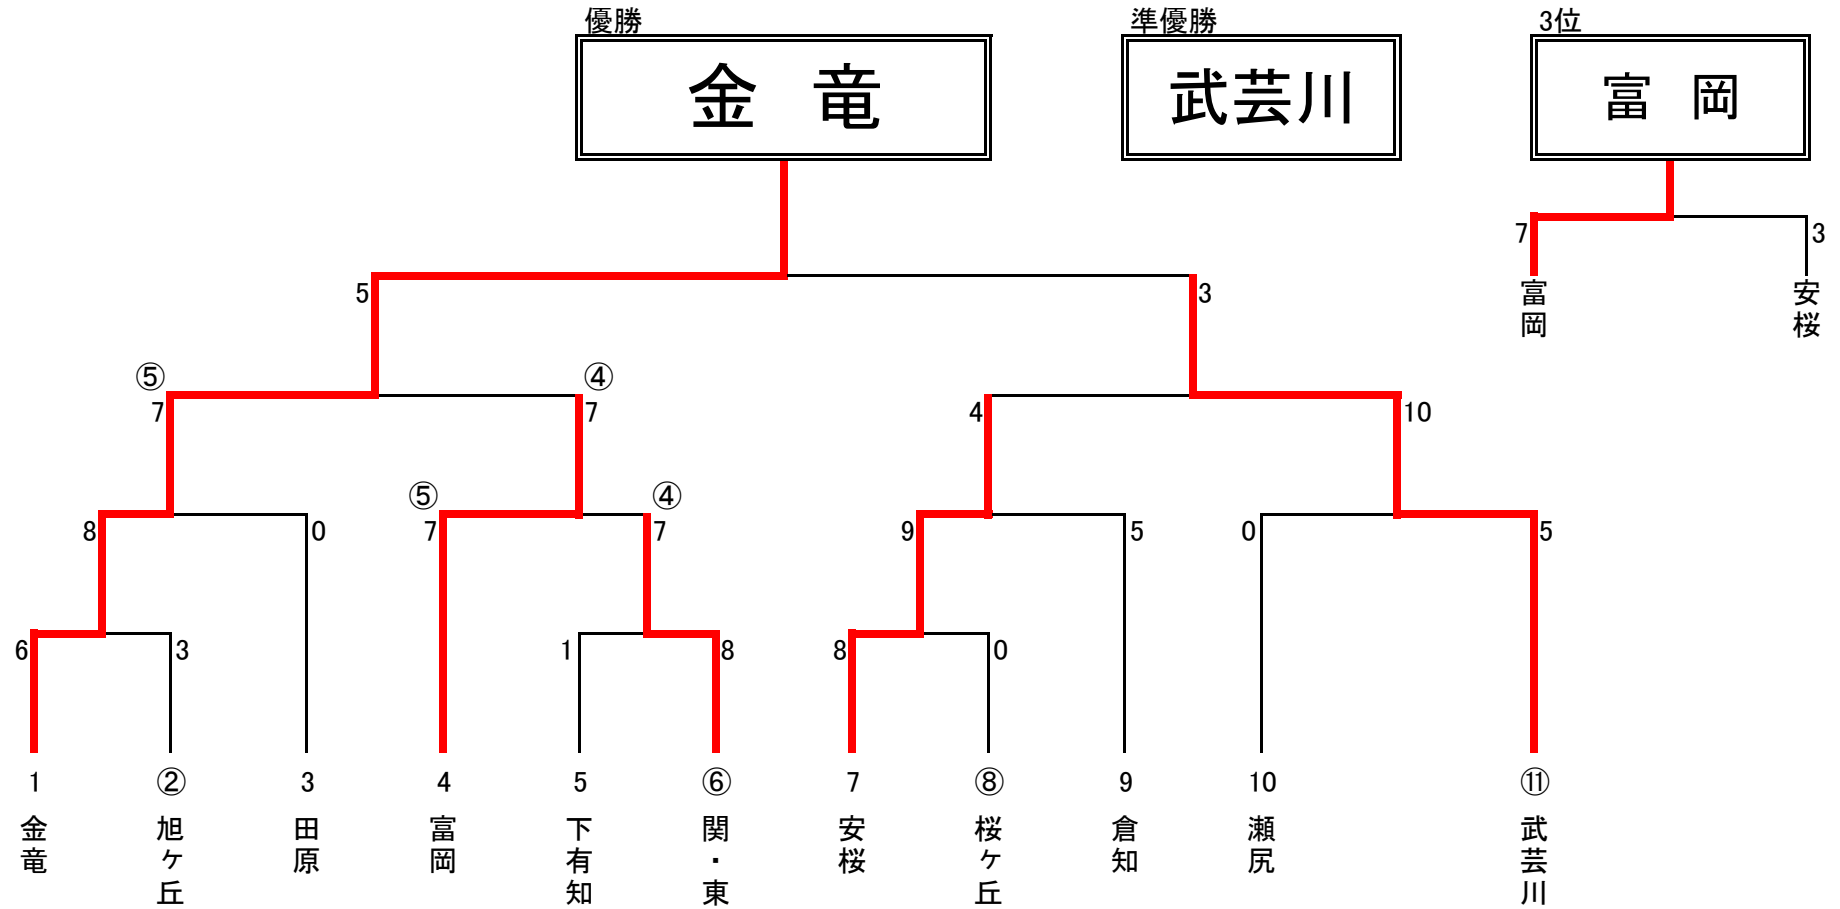 優勝 準優勝 3位
金 竜 武芸川 富 岡
7 3
富岡 安桜
5 3
⑤ ④
7 7 4 10
⑤ ④
8 0 7 7 9 5 0 5
6 3 1 8 8 0
1 ② 3 4 5 ⑥ 7 ⑧ 9 10 ⑪
金竜 旭ヶ丘 田原 富岡 下有知 関・東 安桜 桜ヶ丘 倉知 瀬尻 武芸川